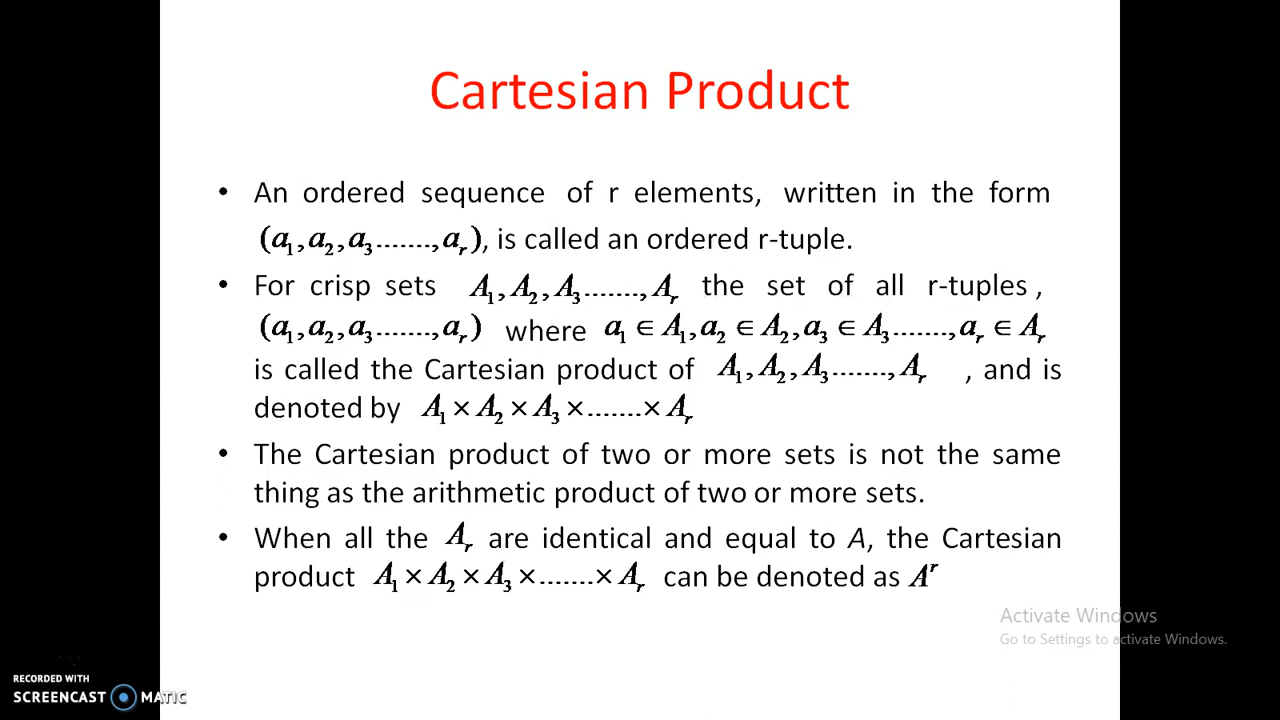 Cartesian Product
• An ordered sequence of r elements, written in the form
(a₁, a₂, a₃ ......., aᵣ), is called an ordered r-tuple.
• For crisp sets A₁, A₂, A₃ ......., Aᵣ the set of all r-tuples ,
(a₁, a₂, a₃ ......., aᵣ) where a₁ ∈ A₁, a₂ ∈ A₂, a₃ ∈ A₃ ......., aᵣ ∈ Aᵣ
is called the Cartesian product of A₁, A₂, A₃ ......., Aᵣ , and is
denoted by A₁ × A₂ × A₃ × ....... × Aᵣ
• The Cartesian product of two or more sets is not the same
thing as the arithmetic product of two or more sets.
• When all the Aᵣ are identical and equal to A, the Cartesian
product A₁ × A₂ × A₃ × ....... × Aᵣ can be denoted as Aʳ
Activate Windows
Go to Settings to activate Windows.
RECORDED WITH
SCREENCAST MATIC